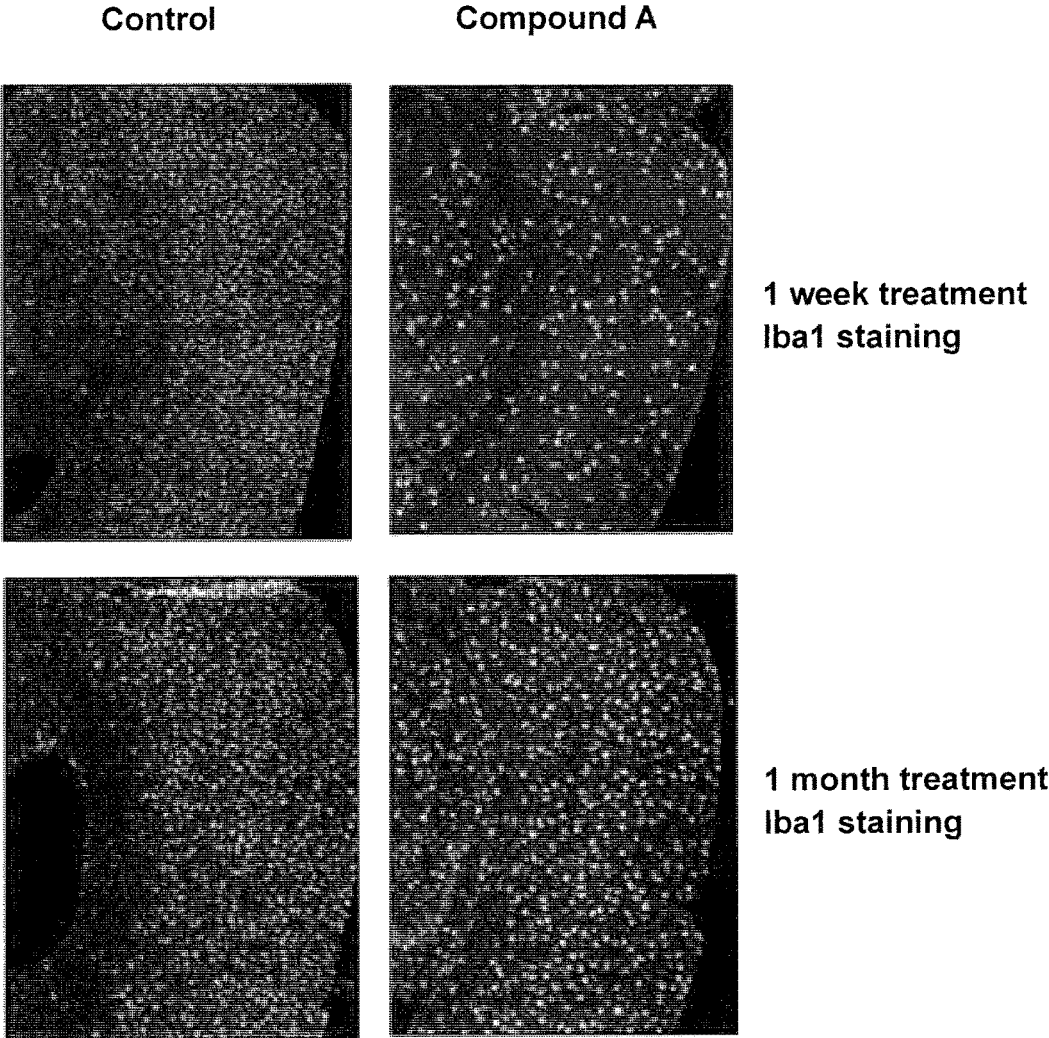 Control
Compound A
1 week treatment
Iba1 staining
1 month treatment
Iba1 staining